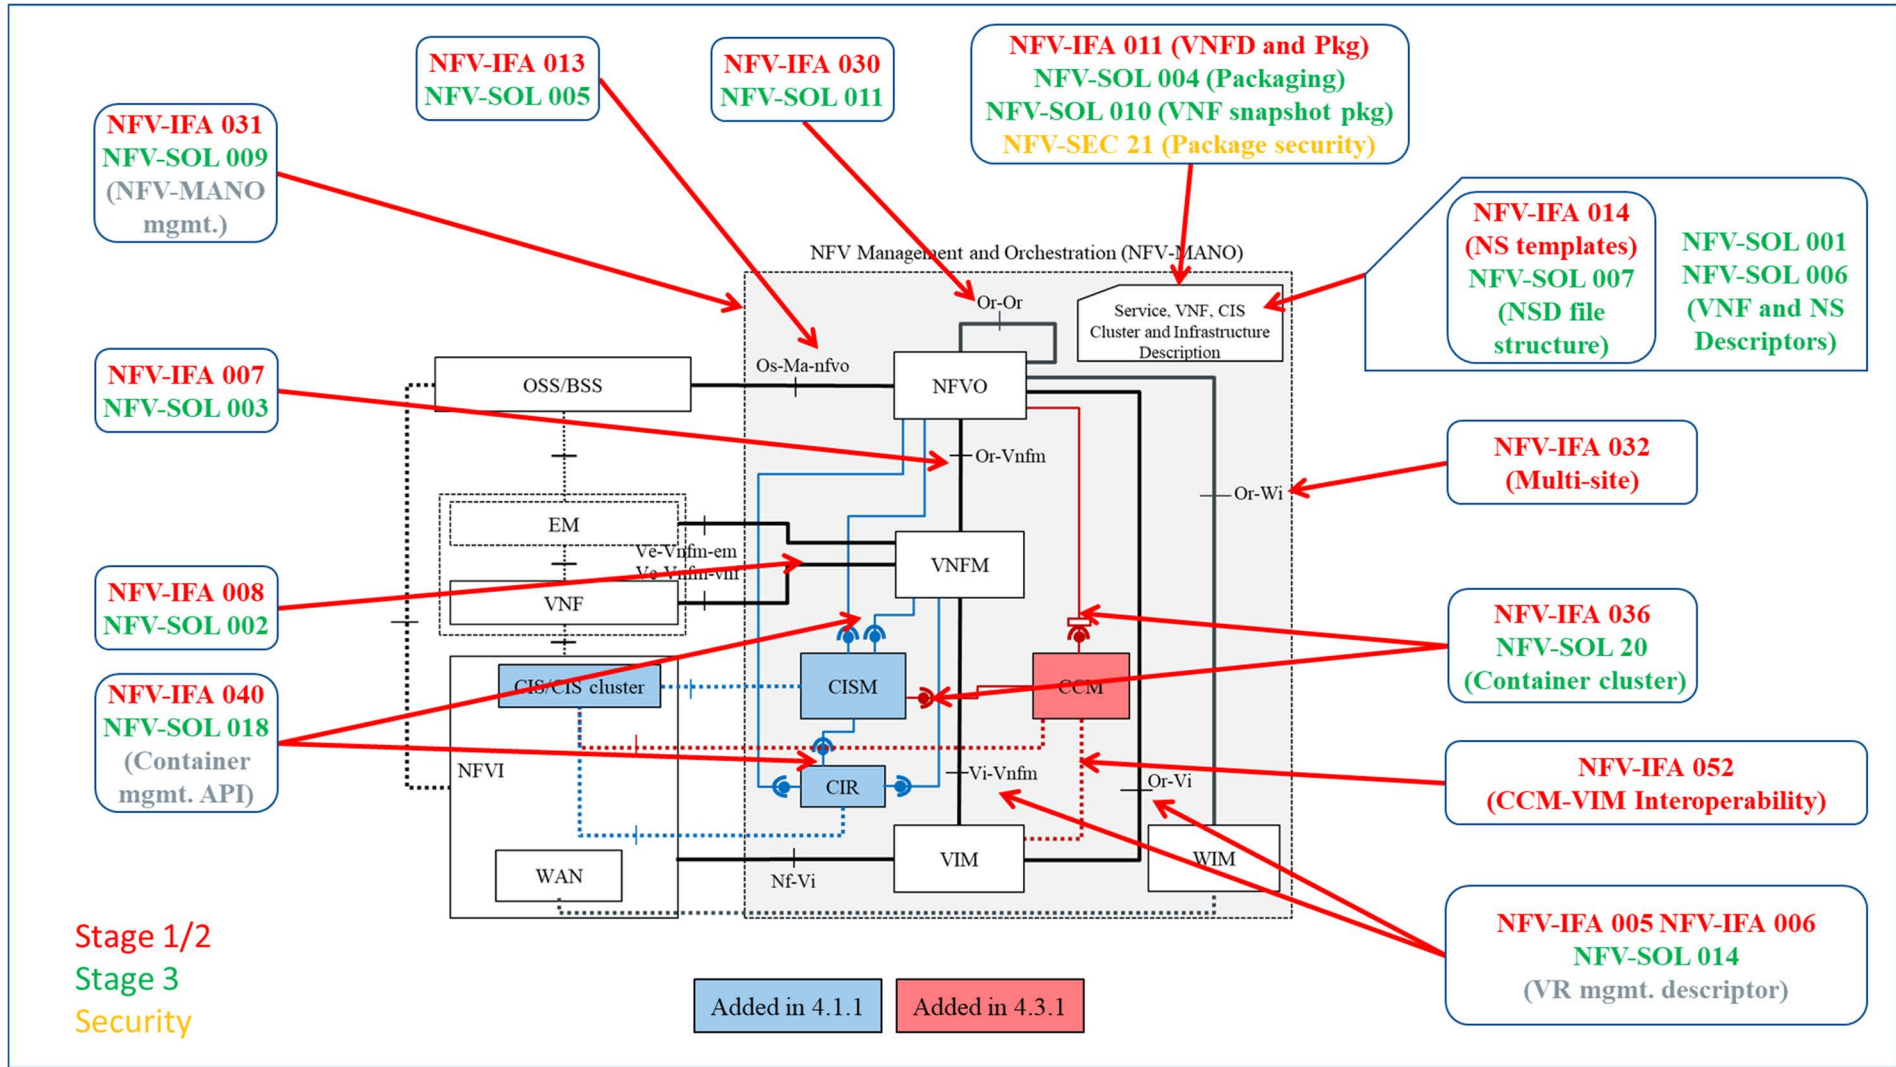 NFV-IFA 013
NFV-SOL 005
NFV-IFA 030
NFV-SOL 011
NFV-IFA 011 (VNFD and Pkg)
NFV-SOL 004 (Packaging)
NFV-SOL 010 (VNF snapshot pkg)
NFV-SEC 21 (Package security)
NFV-IFA 031
NFV-SOL 009
(NFV-MANO
mgmt.)
NFV-IFA 014
(NS templates)
NFV-SOL 007
(NSD file
structure)
NFV-SOL 001
NFV-SOL 006
(VNF and NS
Descriptors)
NFV Management and Orchestration (NFV-MANO)
Or-Or
Service, VNF, CIS
Cluster and Infrastructure
Description
Os-Ma-nfvo
OSS/BSS
NFVO
NFV-IFA 007
NFV-SOL 003
Or-Vnfm
NFV-IFA 032
(Multi-site)
Or-Wi
EM
Ve-Vnfm-em
Ve-Vnfm-vnf
VNFM
VNF
NFV-IFA 008
NFV-SOL 002
NFV-IFA 036
NFV-SOL 20
(Container cluster)
NFV-IFA 040
NFV-SOL 018
(Container
mgmt. API)
CIS/CIS cluster
CISM
CCM
NFVI
CIR
Vi-Vnfm
Or-Vi
NFV-IFA 052
(CCM-VIM Interoperability)
WAN
Nf-Vi
VIM
WIM
NFV-IFA 005 NFV-IFA 006
NFV-SOL 014
(VR mgmt. descriptor)
Stage 1/2
Stage 3
Security
Added in 4.1.1
Added in 4.3.1